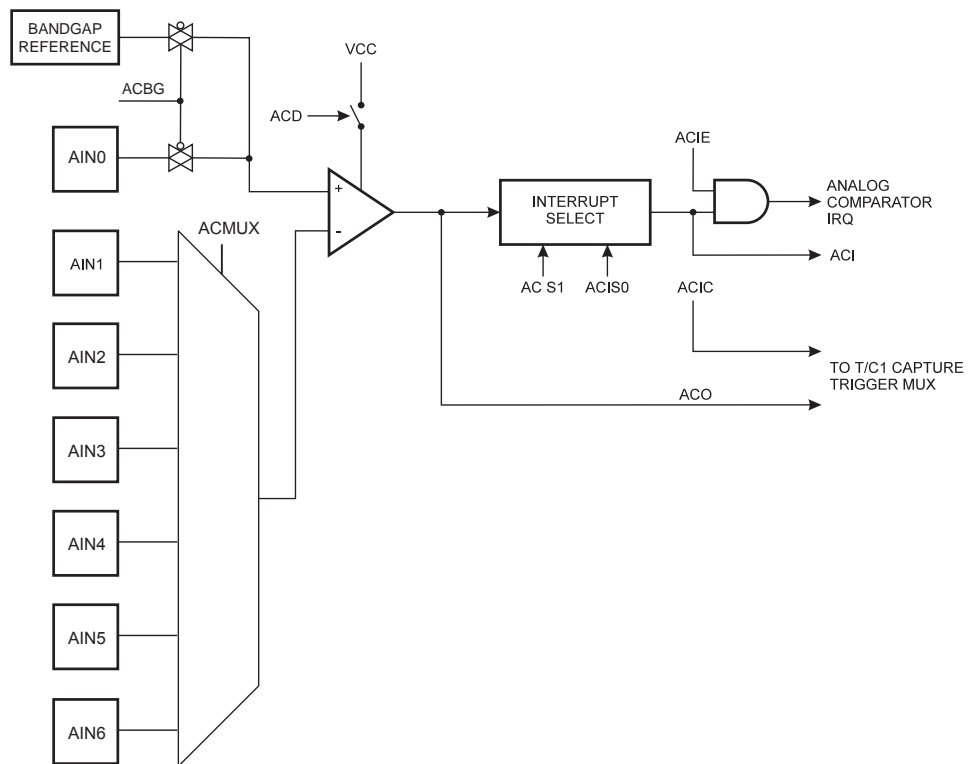 BANDGAP
REFERENCE
VCC
ACBG
ACD
AIN0
ACIE
+
-
INTERRUPT
SELECT
ANALOG
COMPARATOR
IRQ
ACMUX
AIN1
ACI
AC S1
ACIS0
ACIC
AIN2
TO T/C1 CAPTURE
TRIGGER MUX
ACO
AIN3
AIN4
AIN5
AIN6